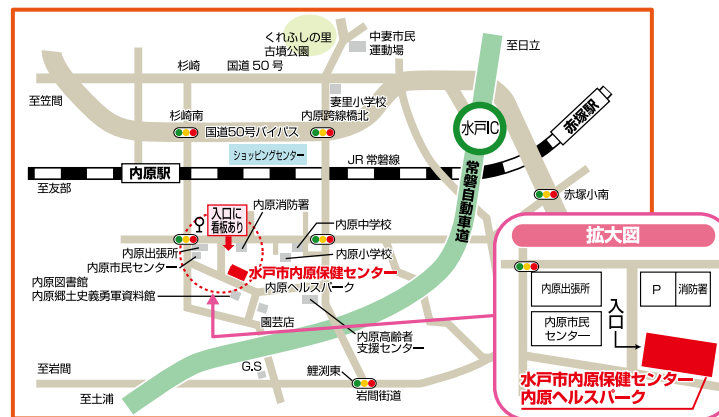 くれふしの里
古墳公園
中妻市民
運動場
至日立
杉崎
国道50号
至笠間
妻里小学校
杉崎南
国道50号バイパス
内原跨線橋北
水戸IC
赤塚駅
ショッピングセンター
JR常磐線
内原駅
至友部
常磐自動車道
赤塚小南
入口に
看板あり
内原消防署
内原中学校
内原出張所
内原市民センター
内原小学校
水戸市内原保健センター
内原ヘルスパーク
内原図書館
内原郷土史義勇軍資料館
園芸店
内原高齢者
支援センター
G.S
至岩間
鯉渕東
岩間街道
至土浦
拡大図
内原出張所
P
消防署
入口
内原市民
センター
水戸市内原保健センター
内原ヘルスパーク